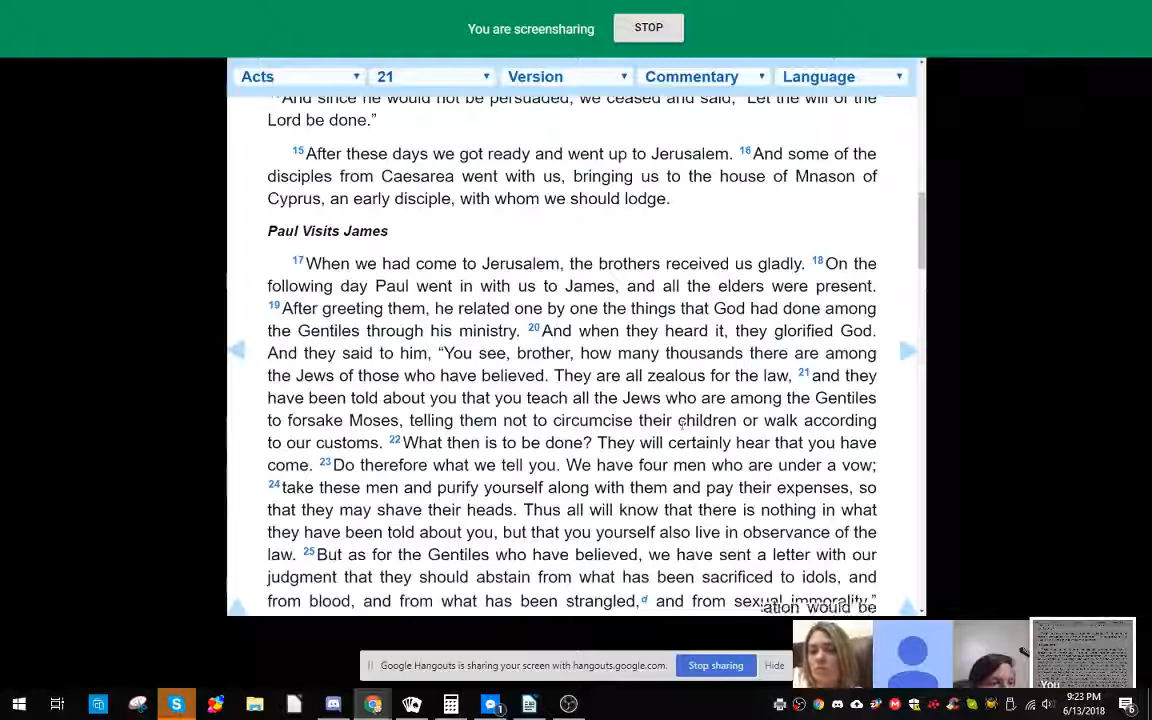 You are screensharing
STOP
Acts
21
Version
Commentary
Language
And since he would not be persuaded, we ceased and said, “Let the will of the
Lord be done.”
15 After these days we got ready and went up to Jerusalem. 16 And some of the
disciples from Caesarea went with us, bringing us to the house of Mnason of
Cyprus, an early disciple, with whom we should lodge.
Paul Visits James
17 When we had come to Jerusalem, the brothers received us gladly. 18 On the
following day Paul went in with us to James, and all the elders were present.
19 After greeting them, he related one by one the things that God had done among
the Gentiles through his ministry. 20 And when they heard it, they glorified God.
And they said to him, “You see, brother, how many thousands there are among
the Jews of those who have believed. They are all zealous for the law, 21 and they
have been told about you that you teach all the Jews who are among the Gentiles
to forsake Moses, telling them not to circumcise their children or walk according
to our customs. 22 What then is to be done? They will certainly hear that you have
come. 23 Do therefore what we tell you. We have four men who are under a vow;
24 take these men and purify yourself along with them and pay their expenses, so
that they may shave their heads. Thus all will know that there is nothing in what
they have been told about you, but that you yourself also live in observance of the
law. 25 But as for the Gentiles who have believed, we have sent a letter with our
judgment that they should abstain from what has been sacrificed to idols, and
from blood, and from what has been strangled,d and from sexual immorality.”
ation would be
Google Hangouts is sharing your screen with hangouts.google.com.
Stop sharing
Hide
You
9:23 PM
6/13/2018